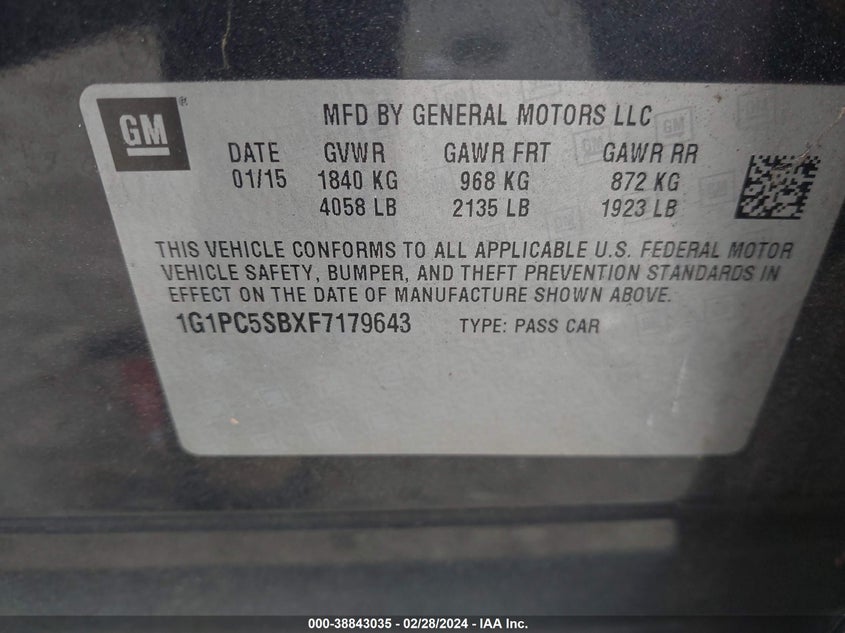 GM®
MFD BY GENERAL MOTORS LLC
DATE GVWR GAWR FRT GAWR RR
01/15 1840 KG 968 KG 872 KG
4058 LB 2135 LB 1923 LB
THIS VEHICLE CONFORMS TO ALL APPLICABLE U.S. FEDERAL MOTOR
VEHICLE SAFETY, BUMPER, AND THEFT PREVENTION STANDARDS IN
EFFECT ON THE DATE OF MANUFACTURE SHOWN ABOVE.
1G1PC5SBXF7179643 TYPE: PASS CAR
000-38843035 - 02/28/2024 - IAA Inc.